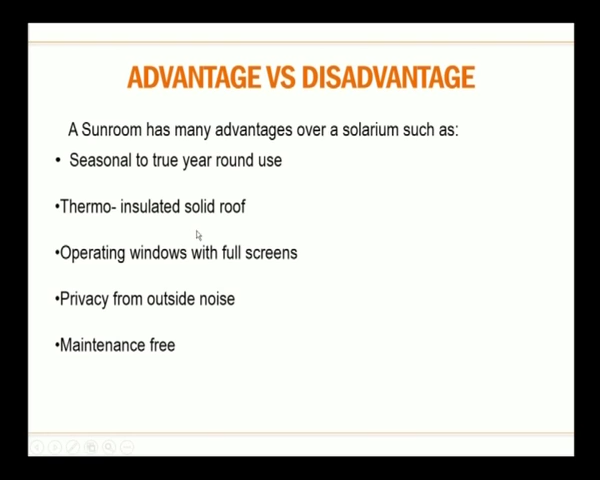 ADVANTAGE VS DISADVANTAGE
A Sunroom has many advantages over a solarium such as:
• Seasonal to true year round use
•Thermo- insulated solid roof
•Operating windows with full screens
•Privacy from outside noise
•Maintenance free